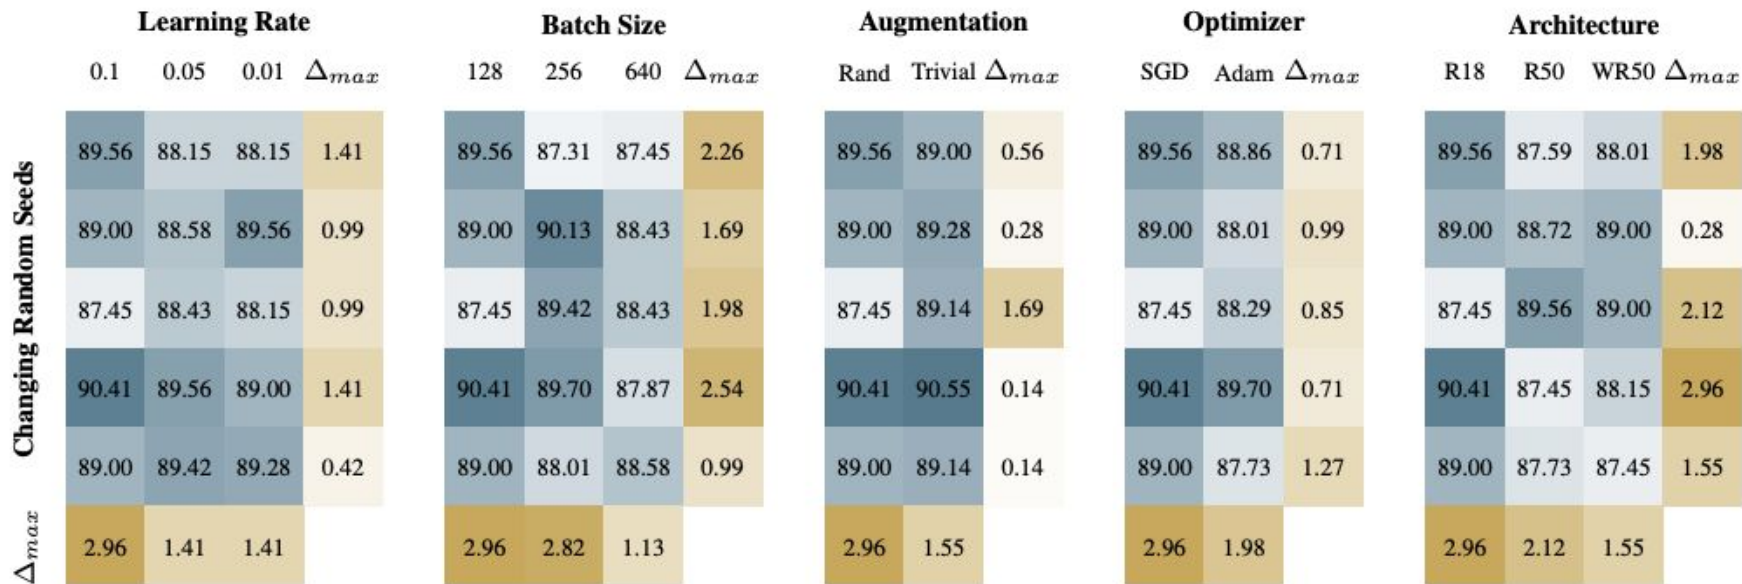 Learning Rate Batch Size Augmentation Optimizer Architecture
0.1 0.05 0.01 Δmax 128 256 640 Δmax Rand Trivial Δmax SGD Adam Δmax R18 R50 WR50 Δmax
Changing Random Seeds
89.56 88.15 88.15 1.41 89.56 87.31 87.45 2.26 89.56 89.00 0.56 89.56 88.86 0.71 89.56 87.59 88.01 1.98
89.00 88.58 89.56 0.99 89.00 90.13 88.43 1.69 89.00 89.28 0.28 89.00 88.01 0.99 89.00 88.72 89.00 0.28
87.45 88.43 88.15 0.99 87.45 89.42 88.43 1.98 87.45 89.14 1.69 87.45 88.29 0.85 87.45 89.56 89.00 2.12
90.41 89.56 89.00 1.41 90.41 89.70 87.87 2.54 90.41 90.55 0.14 90.41 89.70 0.71 90.41 87.45 88.15 2.96
89.00 89.42 89.28 0.42 89.00 88.01 88.58 0.99 89.00 89.14 0.14 89.00 87.73 1.27 89.00 87.73 87.45 1.55
Δmax 2.96 1.41 1.41 2.96 2.82 1.13 2.96 1.55 2.96 1.98 2.96 2.12 1.55